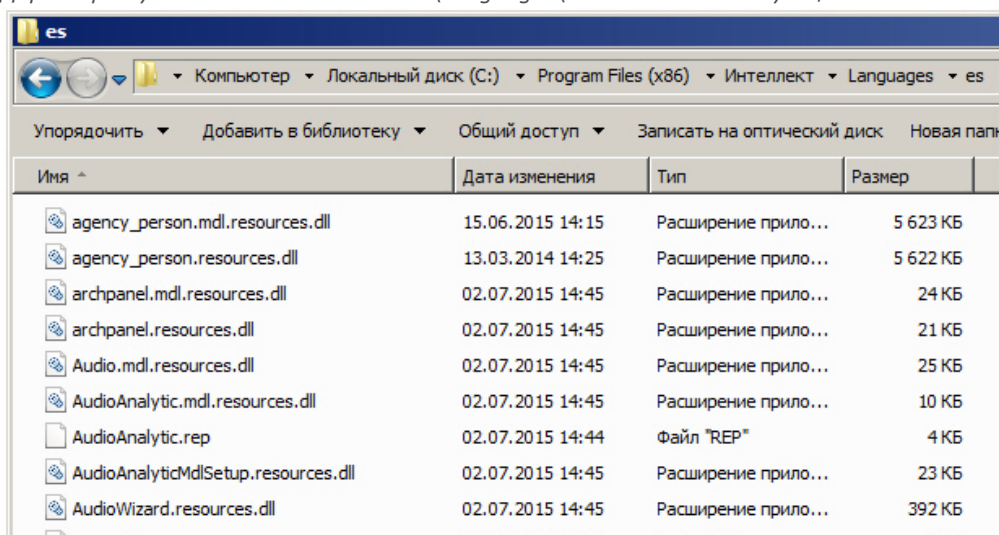 es
Компьютер Локальный диск (C:) Program Files (x86) Интеллект Languages es
Упорядочить Добавить в библиотеку Общий доступ Записать на оптический диск Новая
Имя Дата изменения Тип Размер
agency_person.mdl.resources.dll 15.06.2015 14:15 Расширение прило... 5 623 КБ
agency_person.resources.dll 13.03.2014 14:25 Расширение прило... 5 622 КБ
archpanel.mdl.resources.dll 02.07.2015 14:45 Расширение прило... 24 КБ
archpanel.resources.dll 02.07.2015 14:45 Расширение прило... 21 КБ
Audio.mdl.resources.dll 02.07.2015 14:45 Расширение прило... 25 КБ
AudioAnalytic.mdl.resources.dll 02.07.2015 14:45 Расширение прило... 10 КБ
AudioAnalytic.rep 02.07.2015 14:44 Файл "REP" 4 КБ
AudioAnalyticMdlSetup.resources.dll 02.07.2015 14:45 Расширение прило... 23 КБ
AudioWizard.resources.dll 02.07.2015 14:45 Расширение прило... 392 КБ